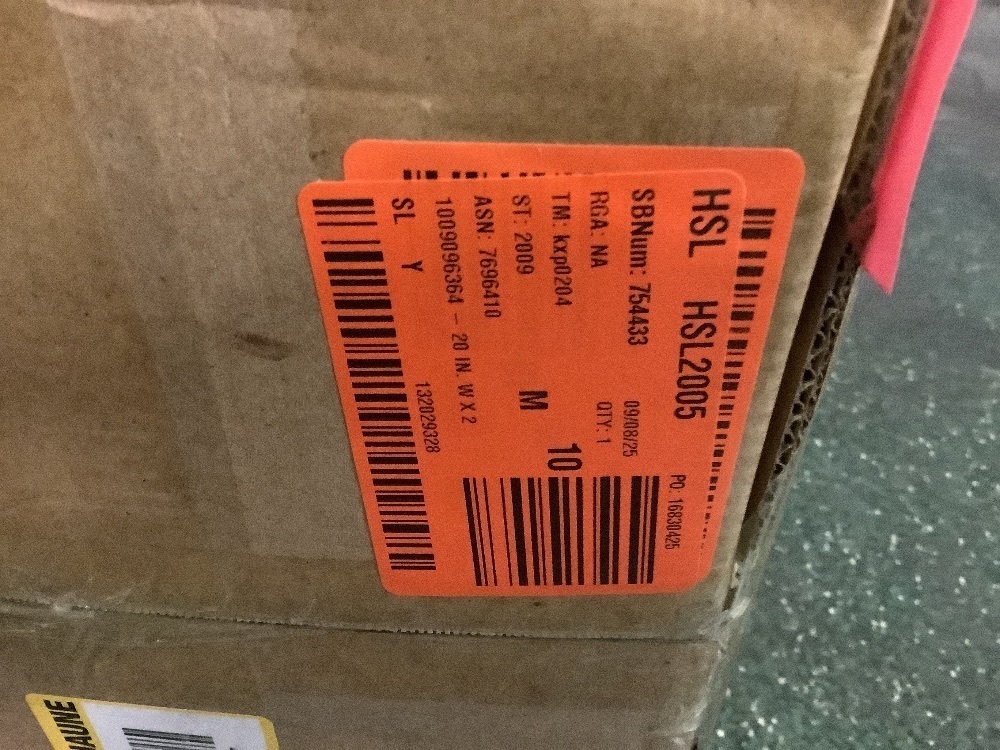 HSL HSL2005
PO: 16830425
SBNum: 754433 09/08/25
RGA: NA QTY: 1
TM: kxp0204 10
ST: 2009 M
ASN: 7696410
1009096364 - 20 IN. W X 2
SL Y 132029328